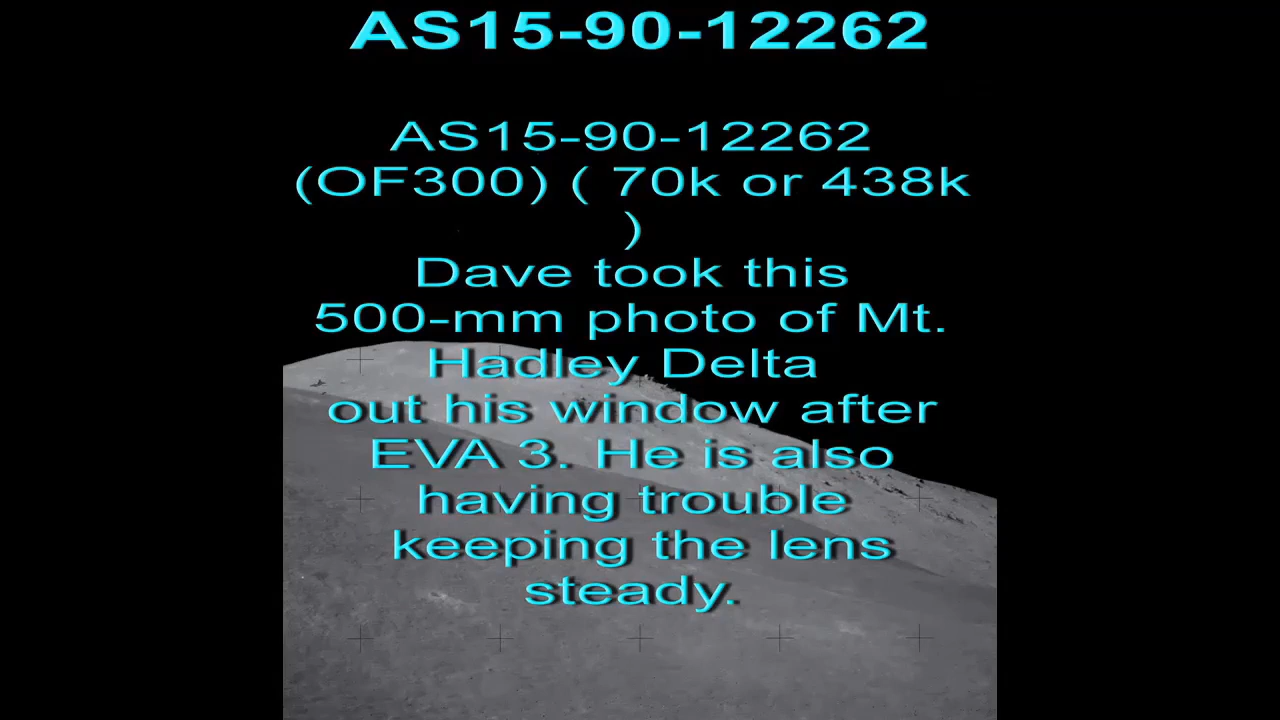 AS15-90-12262
AS15-90-12262
(OF300) ( 70k or 438k
)
Dave took this
500-mm photo of Mt.
Hadley Delta
out his window after
EVA 3. He is also
having trouble
keeping the lens
steady.